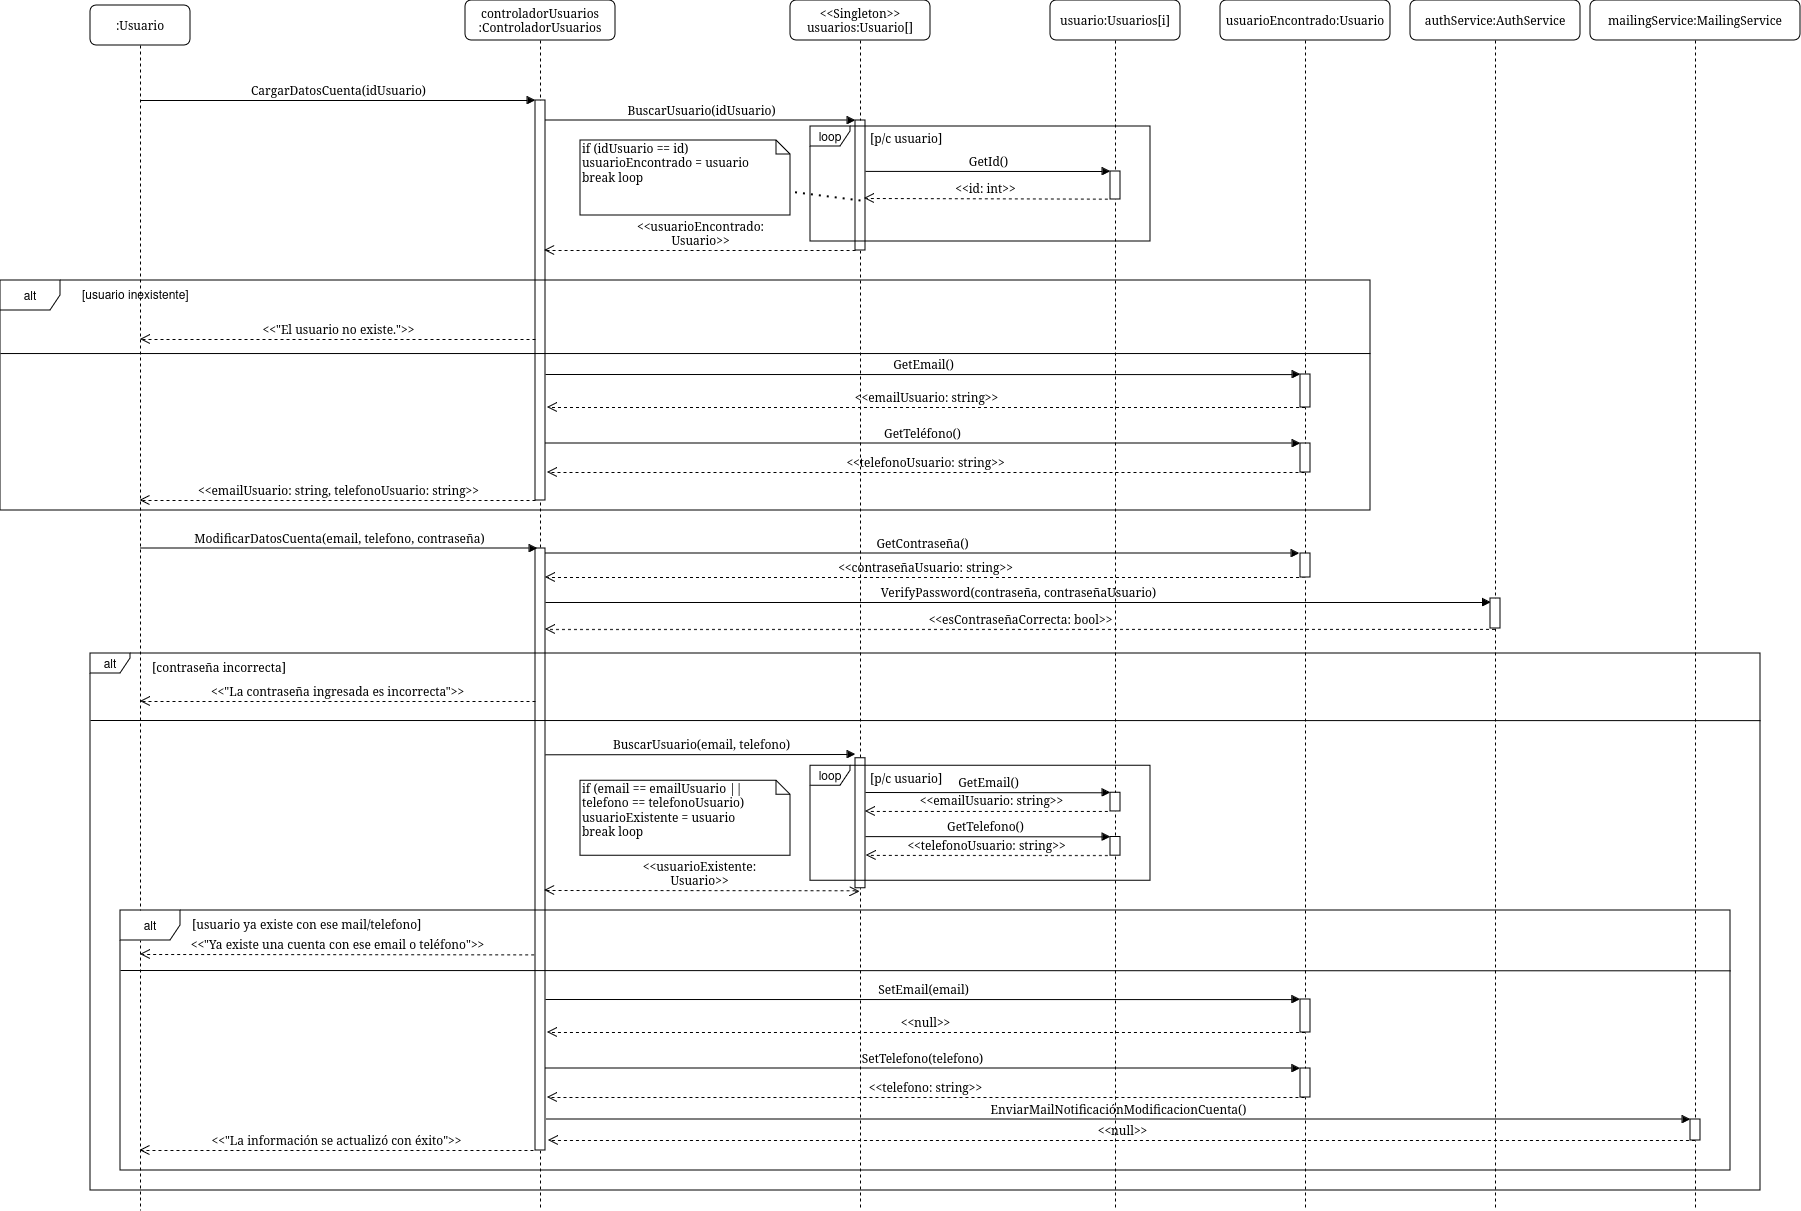 :Usuario
controladorUsuarios
:ControladorUsuarios
<<Singleton>>
usuarios:Usuario[]
usuario:Usuarios[i]
usuarioEncontrado:Usuario
authService:AuthService
mailingService:MailingService
CargarDatosCuenta(idUsuario)
BuscarUsuario(idUsuario)
loop
[p/c usuario]
if (idUsuario == id)
usuarioEncontrado = usuario
break loop
GetId()
<<id: int>>
<<usuarioEncontrado:
Usuario>>
alt
[usuario inexistente]
<<"El usuario no existe.">>
GetEmail()
<<emailUsuario: string>>
GetTeléfono()
<<telefonoUsuario: string>>
<<emailUsuario: string, telefonoUsuario: string>>
ModificarDatosCuenta(email, telefono, contraseña)
GetContraseña()
<<contraseñaUsuario: string>>
VerifyPassword(contraseña, contraseñaUsuario)
<<esContraseñaCorrecta: bool>>
alt
[contraseña incorrecta]
<<"La contraseña ingresada es incorrecta">>
BuscarUsuario(email, telefono)
loop
[p/c usuario]
if (email == emailUsuario ||
telefono == telefonoUsuario)
usuarioExistente = usuario
break loop
GetEmail()
<<emailUsuario: string>>
GetTelefono()
<<telefonoUsuario: string>>
<<usuarioExistente:
Usuario>>
alt
[usuario ya existe con ese mail/telefono]
<<"Ya existe una cuenta con ese email o teléfono">>
SetEmail(email)
<<null>>
SetTelefono(telefono)
<<telefono: string>>
EnviarMailNotificacionModificacionCuenta()
<<null>>
<<"La información se actualizó con éxito">>